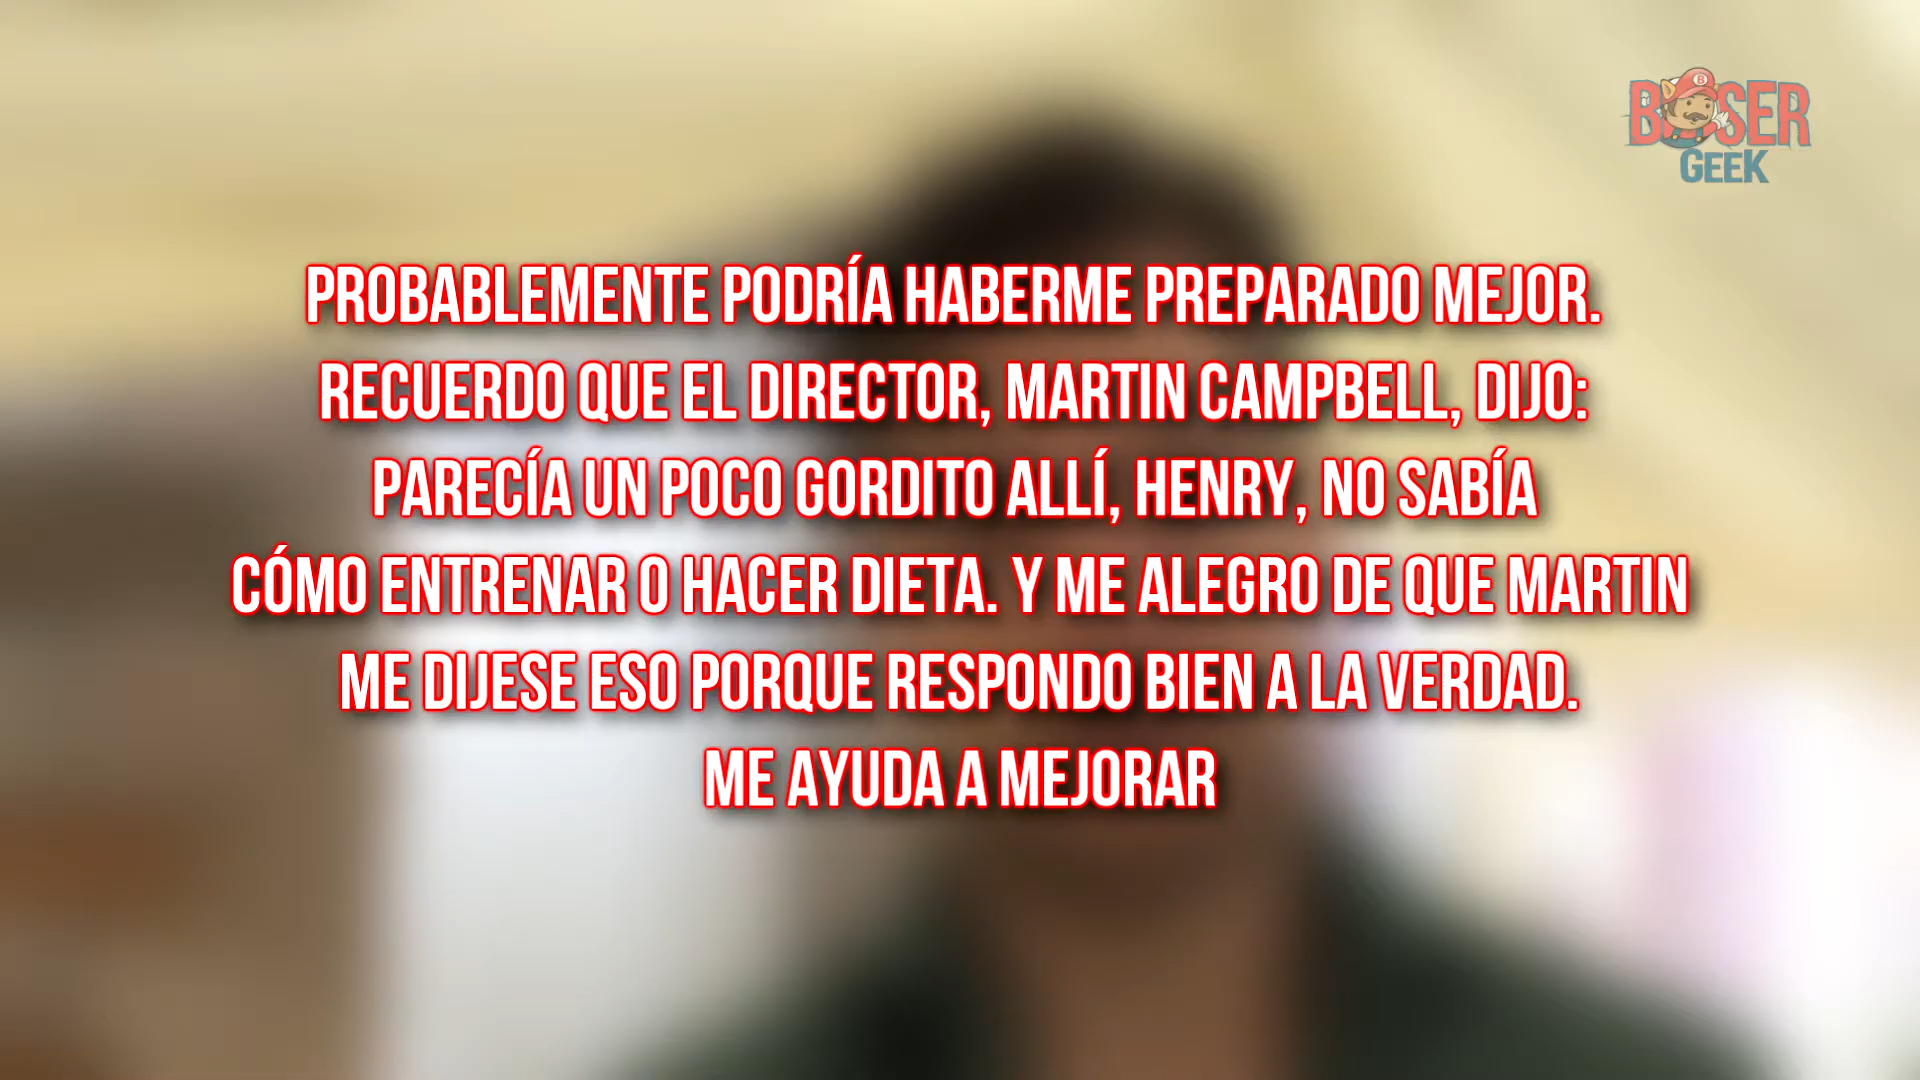 BOSER
GEEK
PROBABLEMENTE PODRÍA HABERME PREPARADO MEJOR.
RECUERDO QUE EL DIRECTOR, MARTIN CAMPBELL, DIJO:
PARECÍA UN POCO GORDITO ALLÍ, HENRY, NO SABÍA
CÓMO ENTRENAR O HACER DIETA. Y ME ALEGRO DE QUE MARTIN
ME DIJESE ESO PORQUE RESPONDO BIEN A LA VERDAD.
ME AYUDA A MEJORAR